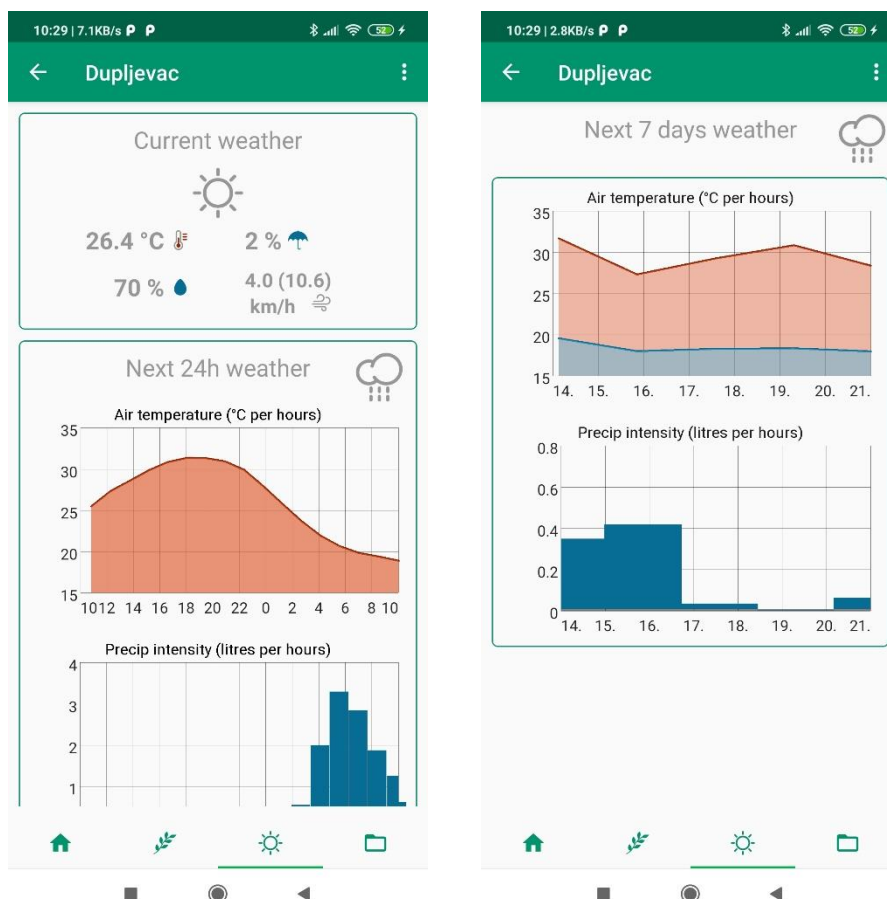 10:29 | 7.1KB/s P P 52
Dupljevac
Current weather
26.4 °C 2 %
70 % 4.0 (10.6)
km/h
Next 24h weather
Air temperature (°C per hours)
35
30
25
20
15
10 12 14 16 18 20 22 0 2 4 6 8 10
Precip intensity (litres per hours)
4
3
2
1
10:29 | 2.8KB/s P P 52
Dupljevac
Next 7 days weather
Air temperature (°C per hours)
35
30
25
20
15
14. 15. 16. 17. 18. 19. 20. 21.
Precip intensity (litres per hours)
0.8
0.6
0.4
0.2
0
14. 15. 16. 17. 18. 19. 20. 21.